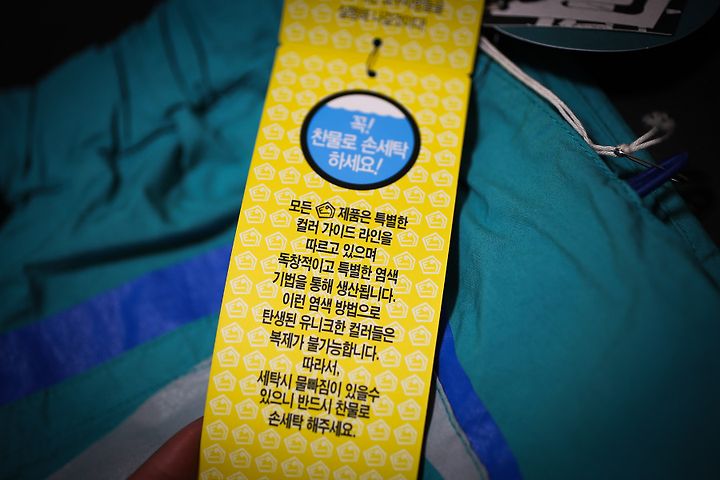 꼭!
찬물로 손세탁
하세요!
모든 제품은 특별한
컬러 가이드 라인을
따르고 있으며
독창적이고 특별한 염색
기법을 통해 생산됩니다.
이런 염색 방법으로
탄생된 유니크한 컬러들은
복제가 불가능합니다.
따라서,
세탁시 물빠짐이 있을수
있으니 반드시 찬물로
손세탁 해주세요.